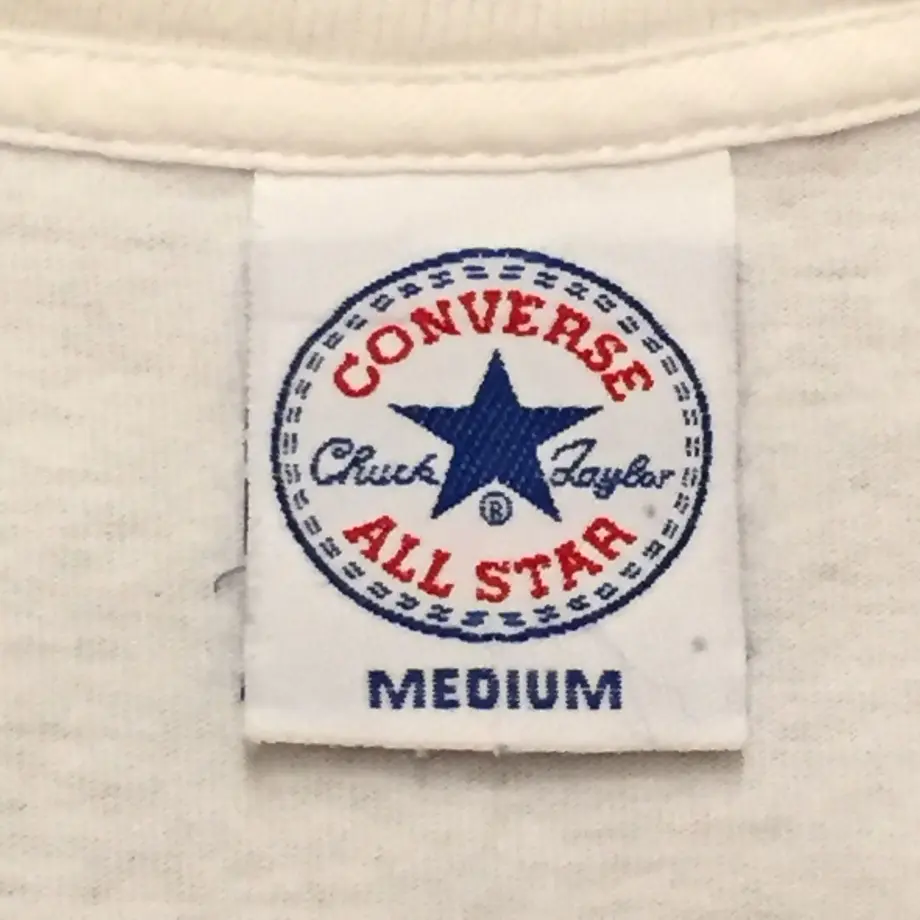 CONVERSE
Chuck Taylor
®
ALL STAR
MEDIUM